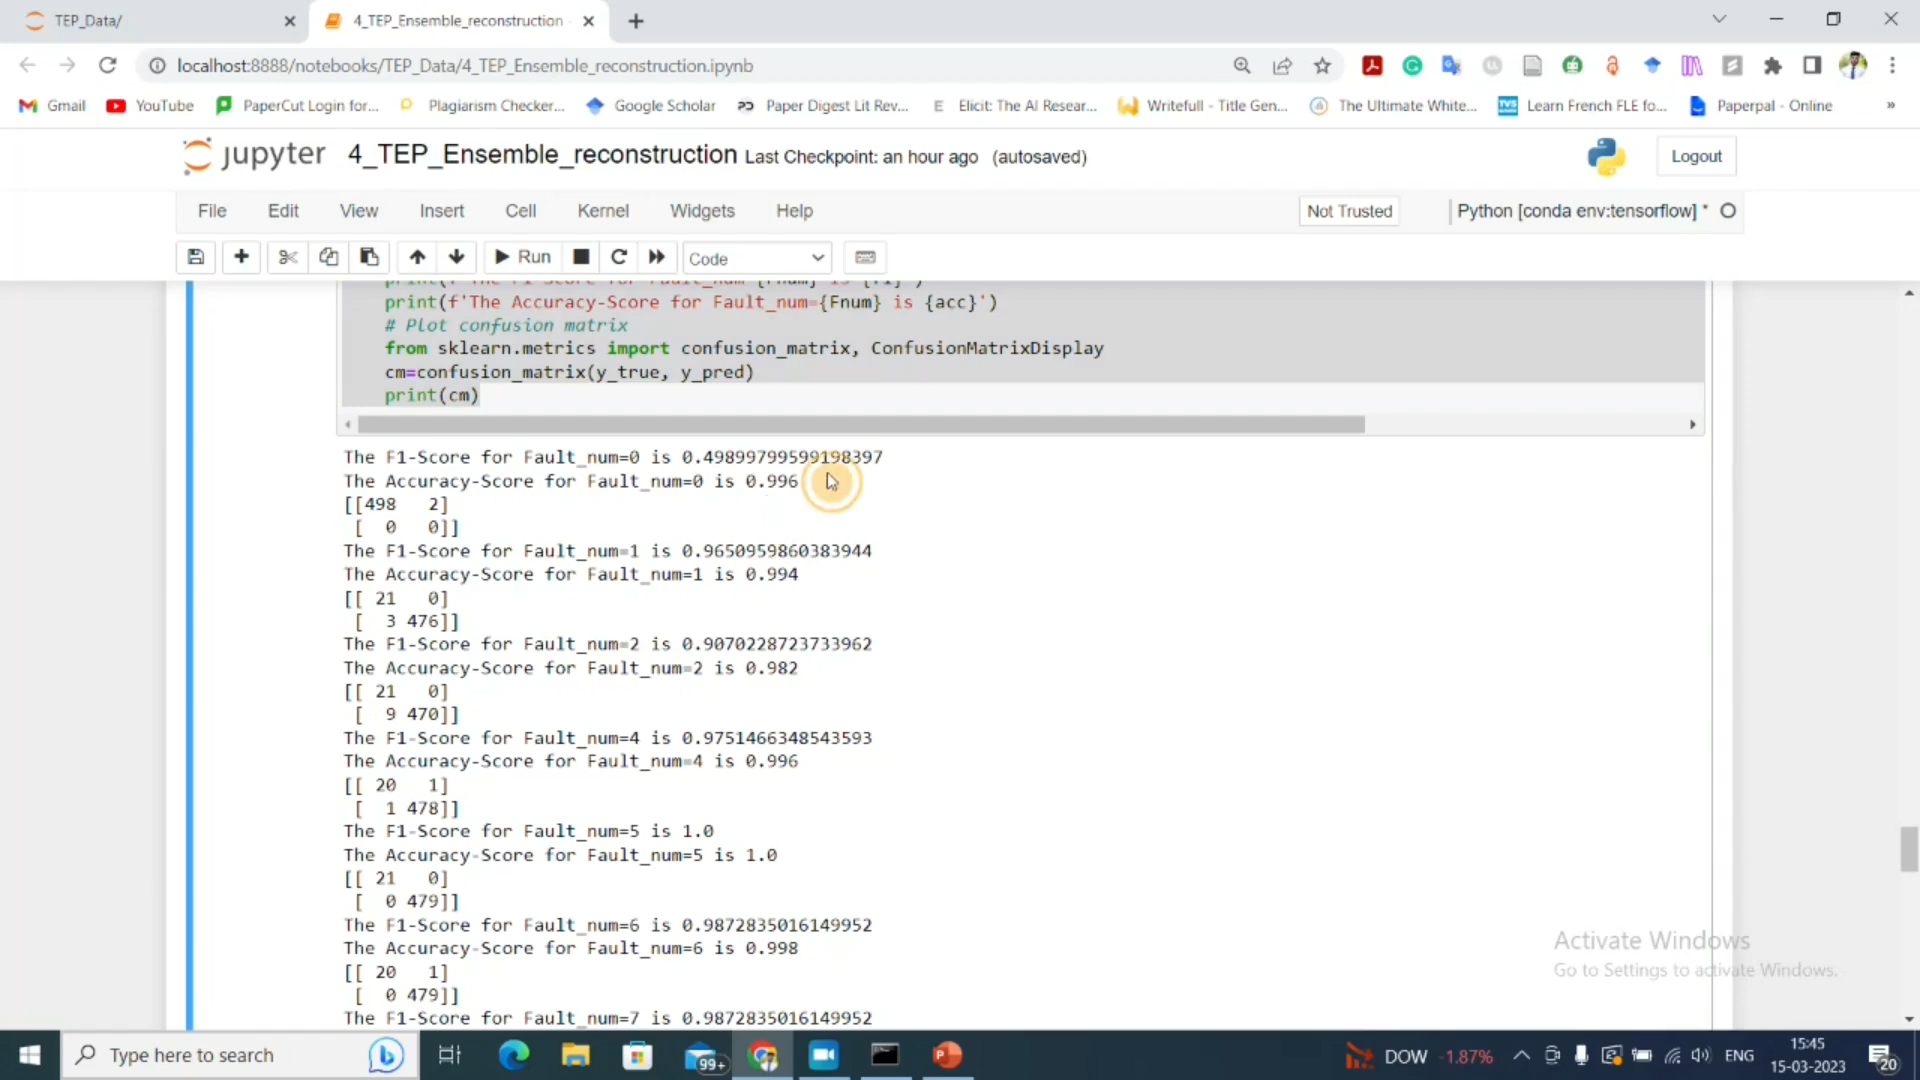 TEP_Data/
4_TEP_Ensemble_reconstruction
localhost:8888/notebooks/TEP_Data/4_TEP_Ensemble_reconstruction.ipynb
Gmail YouTube PaperCut Login for... Plagiarism Checker... Google Scholar Paper Digest Lit Rev... Elicit: The AI Resear... Writefull - Title Gen... The Ultimate White... Learn French FLE fo... Paperpal - Online »
jupyter 4_TEP_Ensemble_reconstruction Last Checkpoint: an hour ago (autosaved)
Logout
File Edit View Insert Cell Kernel Widgets Help Not Trusted Python [conda env:tensorflow] *
Run Code
print(f'The Accuracy-Score for Fault_num={Fnum} is {acc}')
# Plot confusion matrix
from sklearn.metrics import confusion_matrix, ConfusionMatrixDisplay
cm=confusion_matrix(y_true, y_pred)
print(cm)
The F1-Score for Fault_num=0 is 0.49899799599198397
The Accuracy-Score for Fault_num=0 is 0.996
[[498 2]
[ 0 0]]
The F1-Score for Fault_num=1 is 0.9650959860383944
The Accuracy-Score for Fault_num=1 is 0.994
[[ 21 0]
[ 3 476]]
The F1-Score for Fault_num=2 is 0.9070228723733962
The Accuracy-Score for Fault_num=2 is 0.982
[[ 21 0]
[ 9 470]]
The F1-Score for Fault_num=4 is 0.9751466348543593
The Accuracy-Score for Fault_num=4 is 0.996
[[ 20 1]
[ 1 478]]
The F1-Score for Fault_num=5 is 1.0
The Accuracy-Score for Fault_num=5 is 1.0
[[ 21 0]
[ 0 479]]
The F1-Score for Fault_num=6 is 0.9872835016149952
The Accuracy-Score for Fault_num=6 is 0.998
[[ 20 1]
[ 0 479]]
The F1-Score for Fault_num=7 is 0.9872835016149952
Activate Windows
Go to Settings to activate Windows.
Type here to search
99+
DOW -1.87%
ENG
15:45
15-03-2023
20